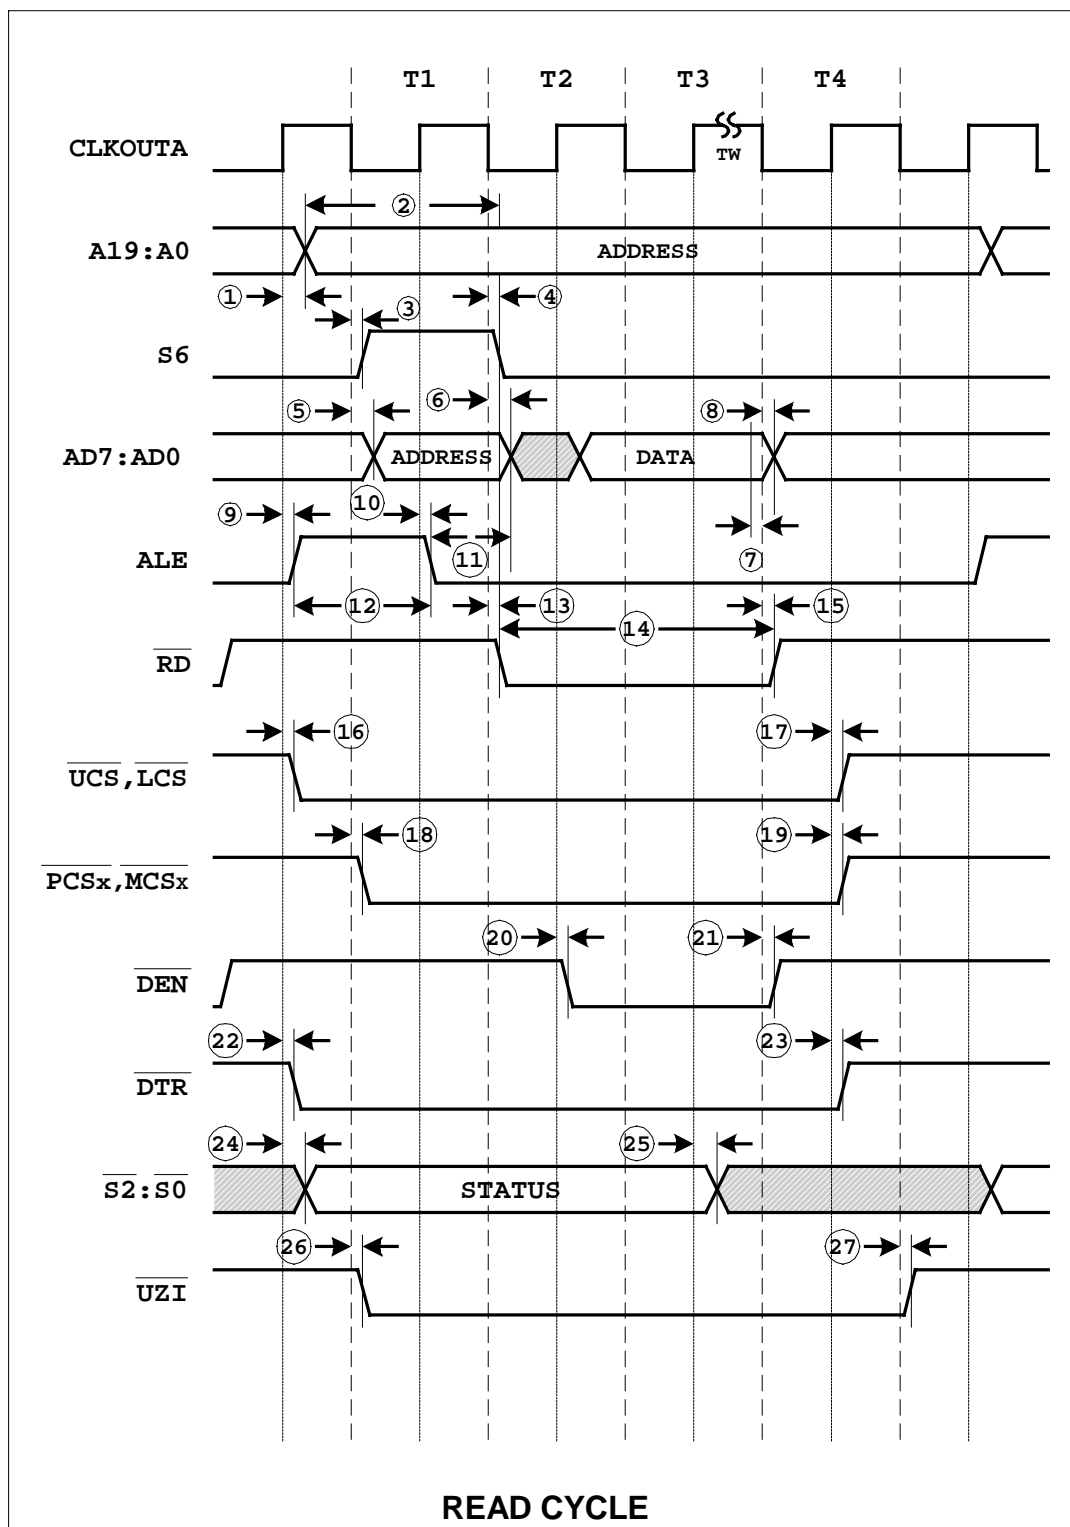 T1 T2 T3 T4
CLKOUTA
TW
2
A19:A0 ADDRESS
1 3 4
S6
5 6 8
AD7:AD0 ADDRESS DATA
9 10
ALE 11 7
12 13 15
14
RD
16 17
UCS,LCS
18 19
PCSx,MCSx
20 21
DEN
22 23
DTR
24 25
S2:S0 STATUS
26 27
UZI
READ CYCLE